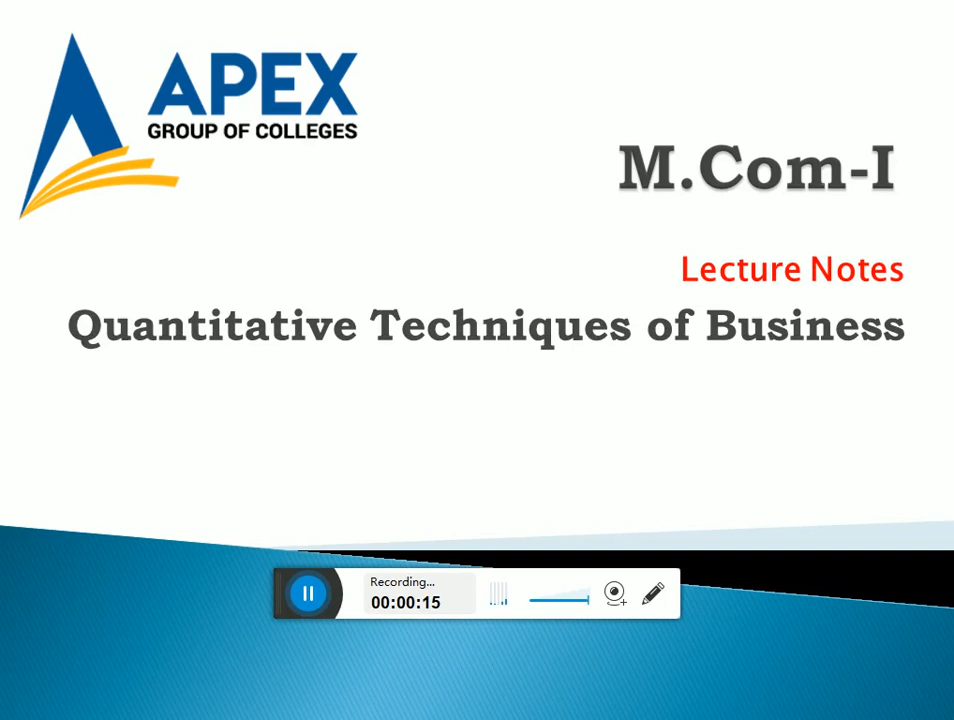 APEX
GROUP OF COLLEGES
M.Com-I
Lecture Notes
Quantitative Techniques of Business
Recording...
00:00:15